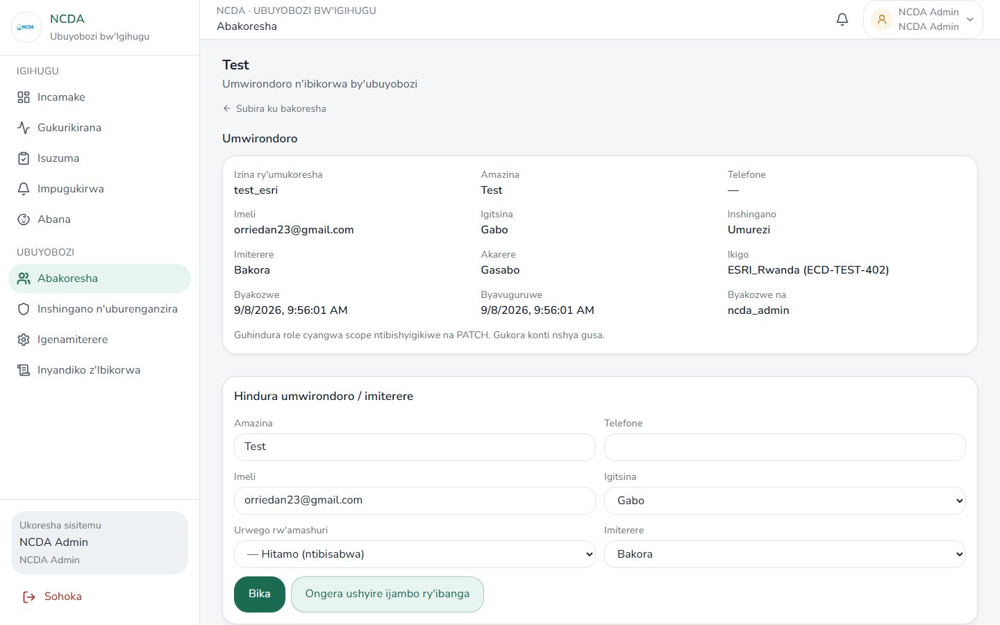 NCDA
NCDA
Ubuyobozi bw'Igihugu
IGIHUGU
Incamake
Gukurikirana
Isuzuma
Impugukirwa
Abana
UBUYOBOZI
Abakoresha
Inshingano n'uburenganzira
Igenamiterere
Inyandiko z'Ibikorwa
Ukoresha sisitemu
NCDA Admin
NCDA Admin
Sohoka
NCDA · UBUYOBOZI BW'IGIHUGU
Abakoresha
NCDA Admin
NCDA Admin
Test
Umwirondoro n'ibikorwa by'ubuyobozi
← Subira ku bakoresha
Umwirondoro
Izina ry'umukoresha Amazina Telefone
test_esri Test —
Imeli Igitsina Inshingano
orriedan23@gmail.com Gabo Umurezi
Imiterere Akarere Ikigo
Bakora Gasabo ESRI_Rwanda (ECD-TEST-402)
Byakozwe Byavuguruwe Byakozwe na
9/8/2026, 9:56:01 AM 9/8/2026, 9:56:01 AM ncda_admin
Guhindura role cyangwa scope ntibishyigikiwe na PATCH. Gukora konti nshya gusa.
Hindura umwirondoro / imiterere
Amazina Telefone
Test
Imeli Igitsina
orriedan23@gmail.com Gabo
Urwego rw'amashuri Imiterere
— Hitamo (ntibisabwa) Bakora
Bika Ongera ushyire ijambo ry'ibanga